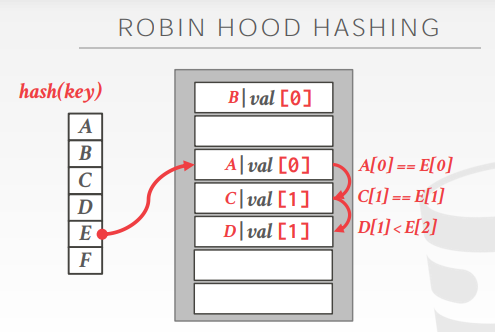 ROBIN HOOD HASHING
hash(key)
A
B
C
D
E
F
B|val [0]
A|val [0]
C|val [1]
D|val [1]
A[0] == E[0]
C[1] == E[1]
D[1] < E[2]